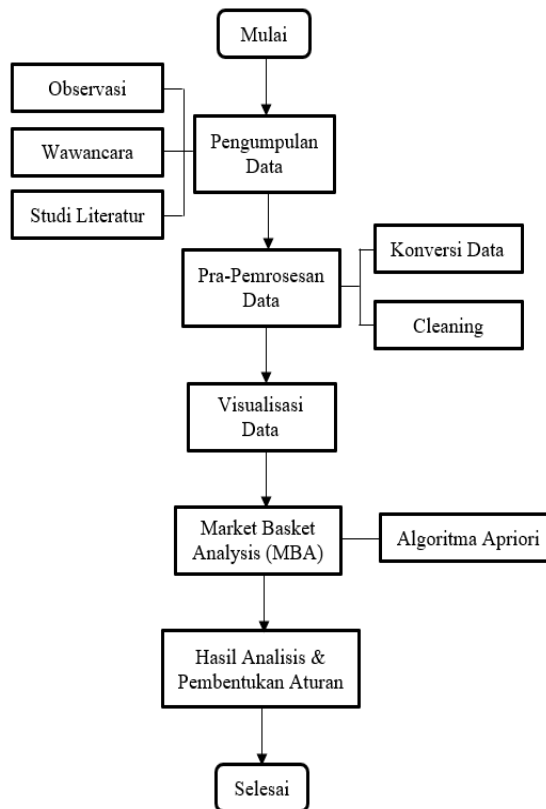 Mulai
Observasi
Wawancara
Studi Literatur
Pengumpulan
Data
Pra-Pemrosesan
Data
Konversi Data
Cleaning
Visualisasi
Data
Market Basket
Analysis (MBA)
Algoritma Apriori
Hasil Analisis &
Pembentukan Aturan
Selesai